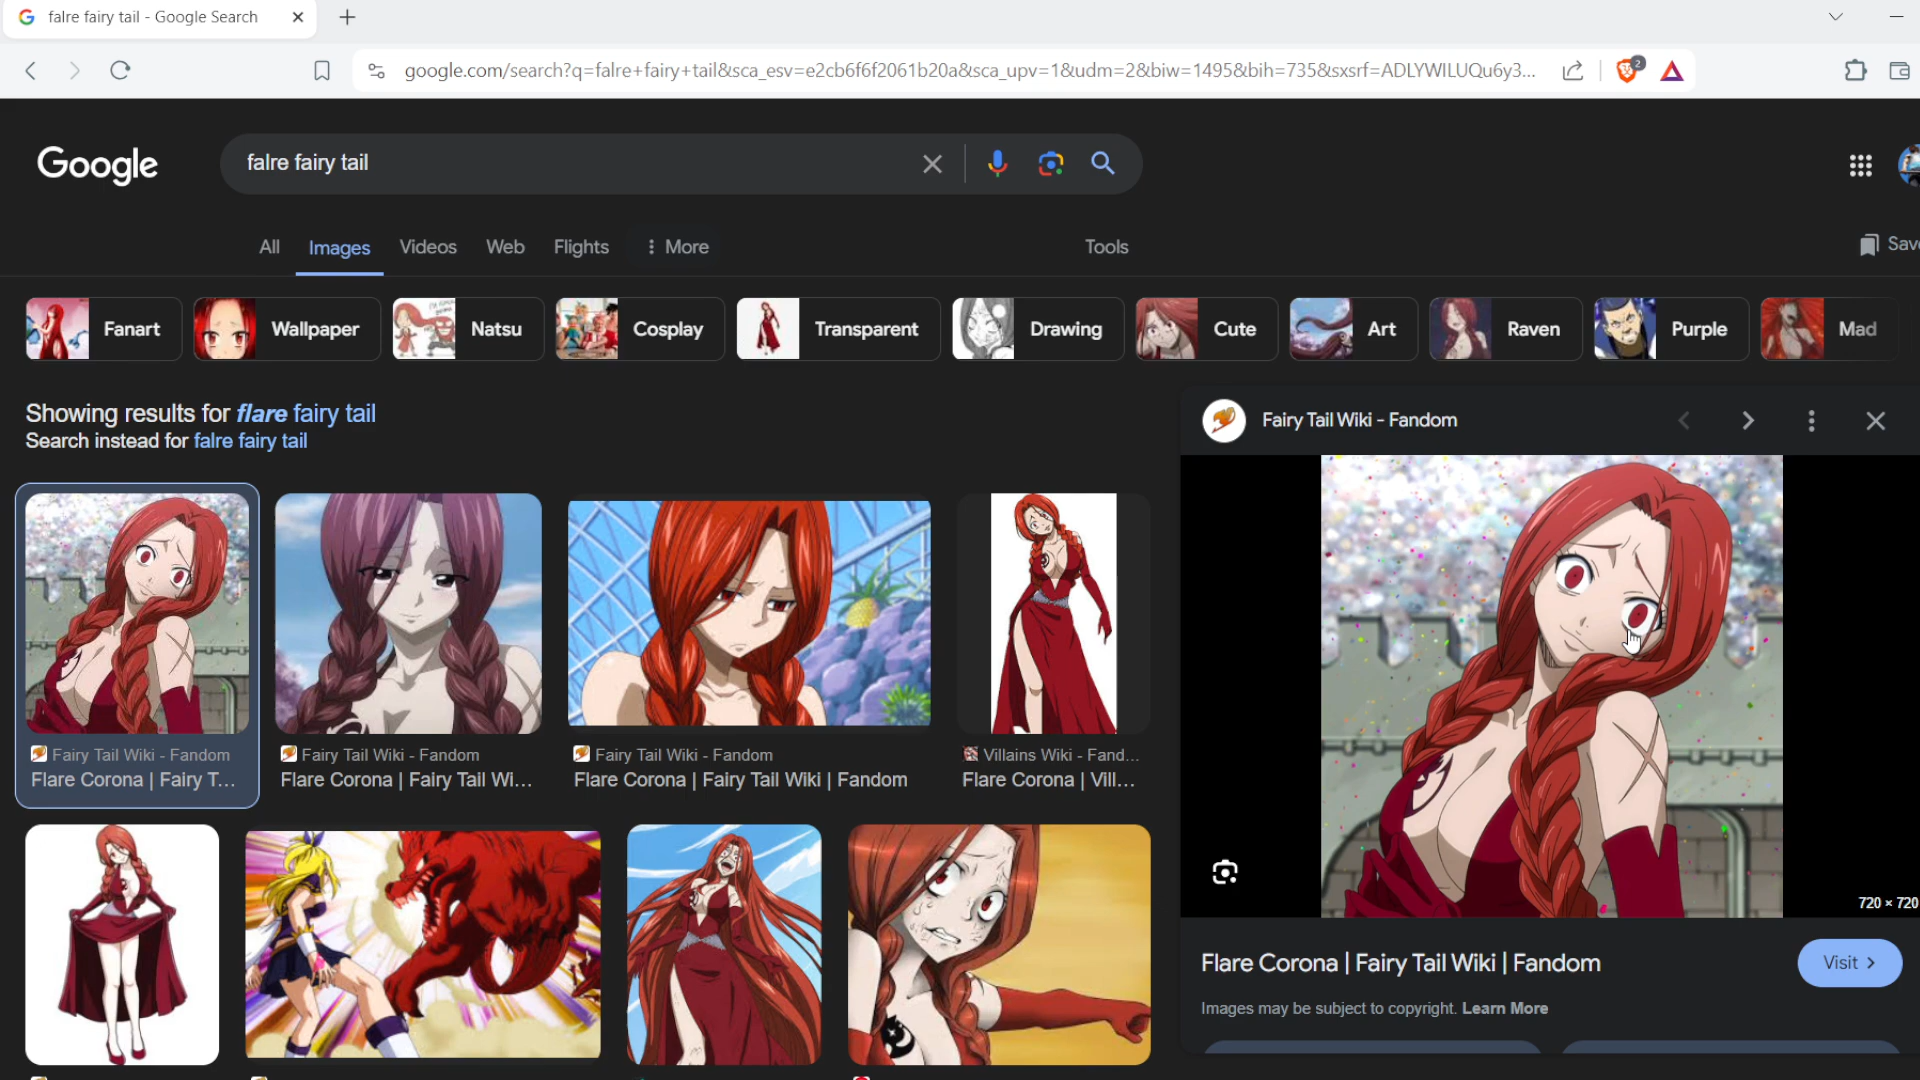 falre fairy tail - Google Search
google.com/search?q=falre+fairy+tail&sca_esv=e2cb6f6f2061b20a&sca_upv=1&udm=2&biw=1495&bih=735&sxsrf=ADLYWILUQu6y3...
2
Google
falre fairy tail
All Images Videos Web Flights More Tools
Save
Fanart Wallpaper Natsu Cosplay Transparent Drawing Cute Art Raven Purple Mad
Showing results for flare fairy tail
Search instead for falre fairy tail
Fairy Tail Wiki - Fandom
Fairy Tail Wiki - Fandom Fairy Tail Wiki - Fandom Fairy Tail Wiki - Fandom Villains Wiki - Fand...
Flare Corona | Fairy T... Flare Corona | Fairy Tail Wi... Flare Corona | Fairy Tail Wiki | Fandom Flare Corona | Vill...
720 × 720
Flare Corona | Fairy Tail Wiki | Fandom
Visit
Images may be subject to copyright. Learn More